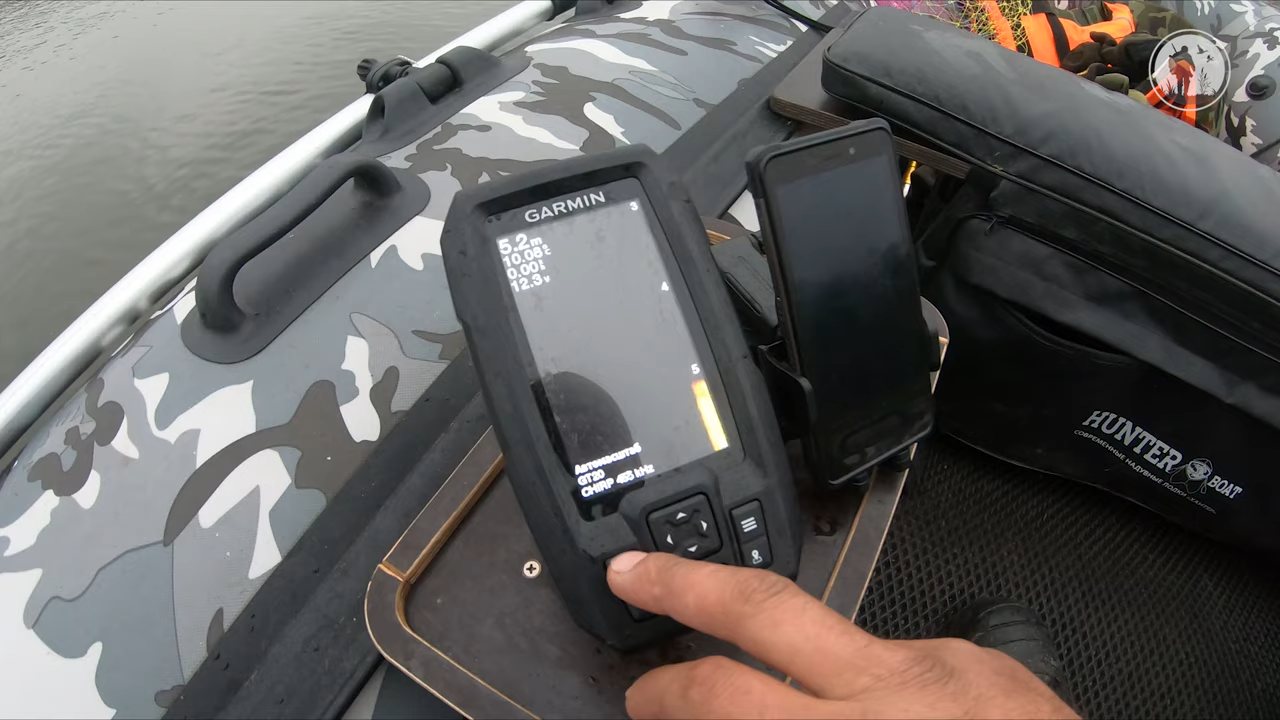 GARMIN
3
5.2m
10.08
0.00
12.3v
4
5
Автомасштаб
GT20
CHIRP 455 kHz
HUNTER BOAT
СОВРЕМЕННЫЕ НАДУВНЫЕ ЛОДКИ